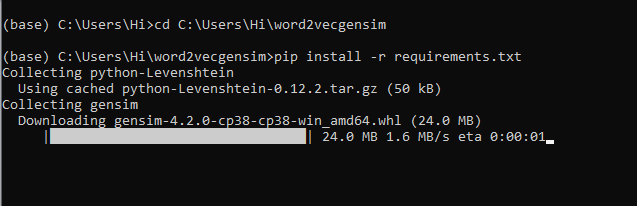 (base) C:\Users\Hi>cd C:\Users\Hi\word2vecgensim
(base) C:\Users\Hi\word2vecgensim>pip install -r requirements.txt
Collecting python-Levenshtein
  Using cached python-Levenshtein-0.12.2.tar.gz (50 kB)
Collecting gensim
  Downloading gensim-4.2.0-cp38-cp38-win_amd64.whl (24.0 MB)
     |████████████████████████████████| 24.0 MB 1.6 MB/s eta 0:00:01